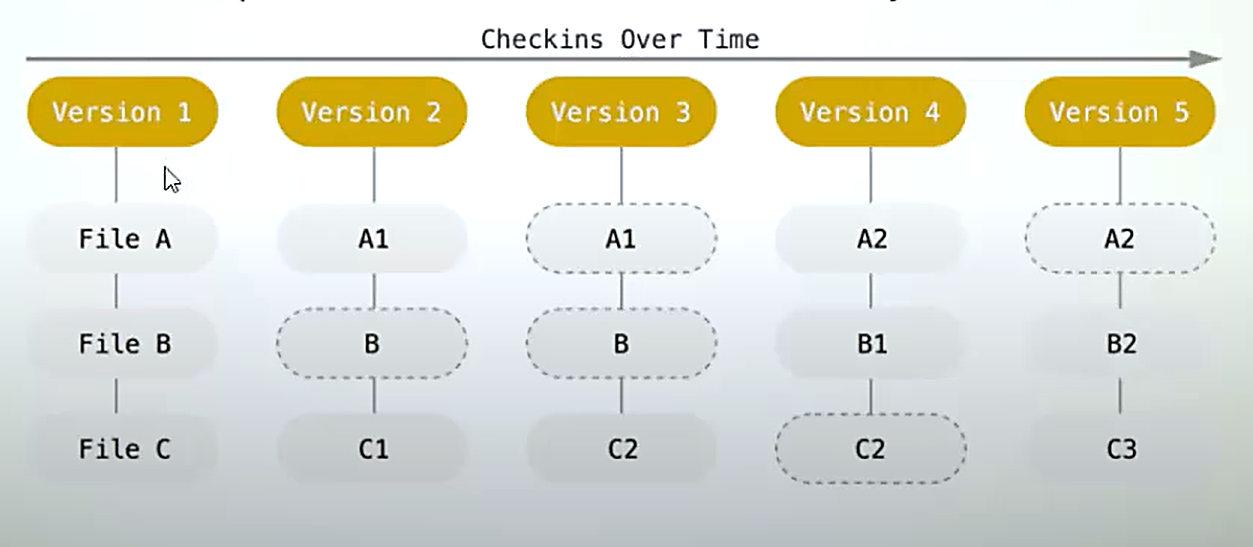 Checkins Over Time
Version 1 Version 2 Version 3 Version 4 Version 5
File A A1 A1 A2 A2
File B B B B1 B2
File C C1 C2 C2 C3